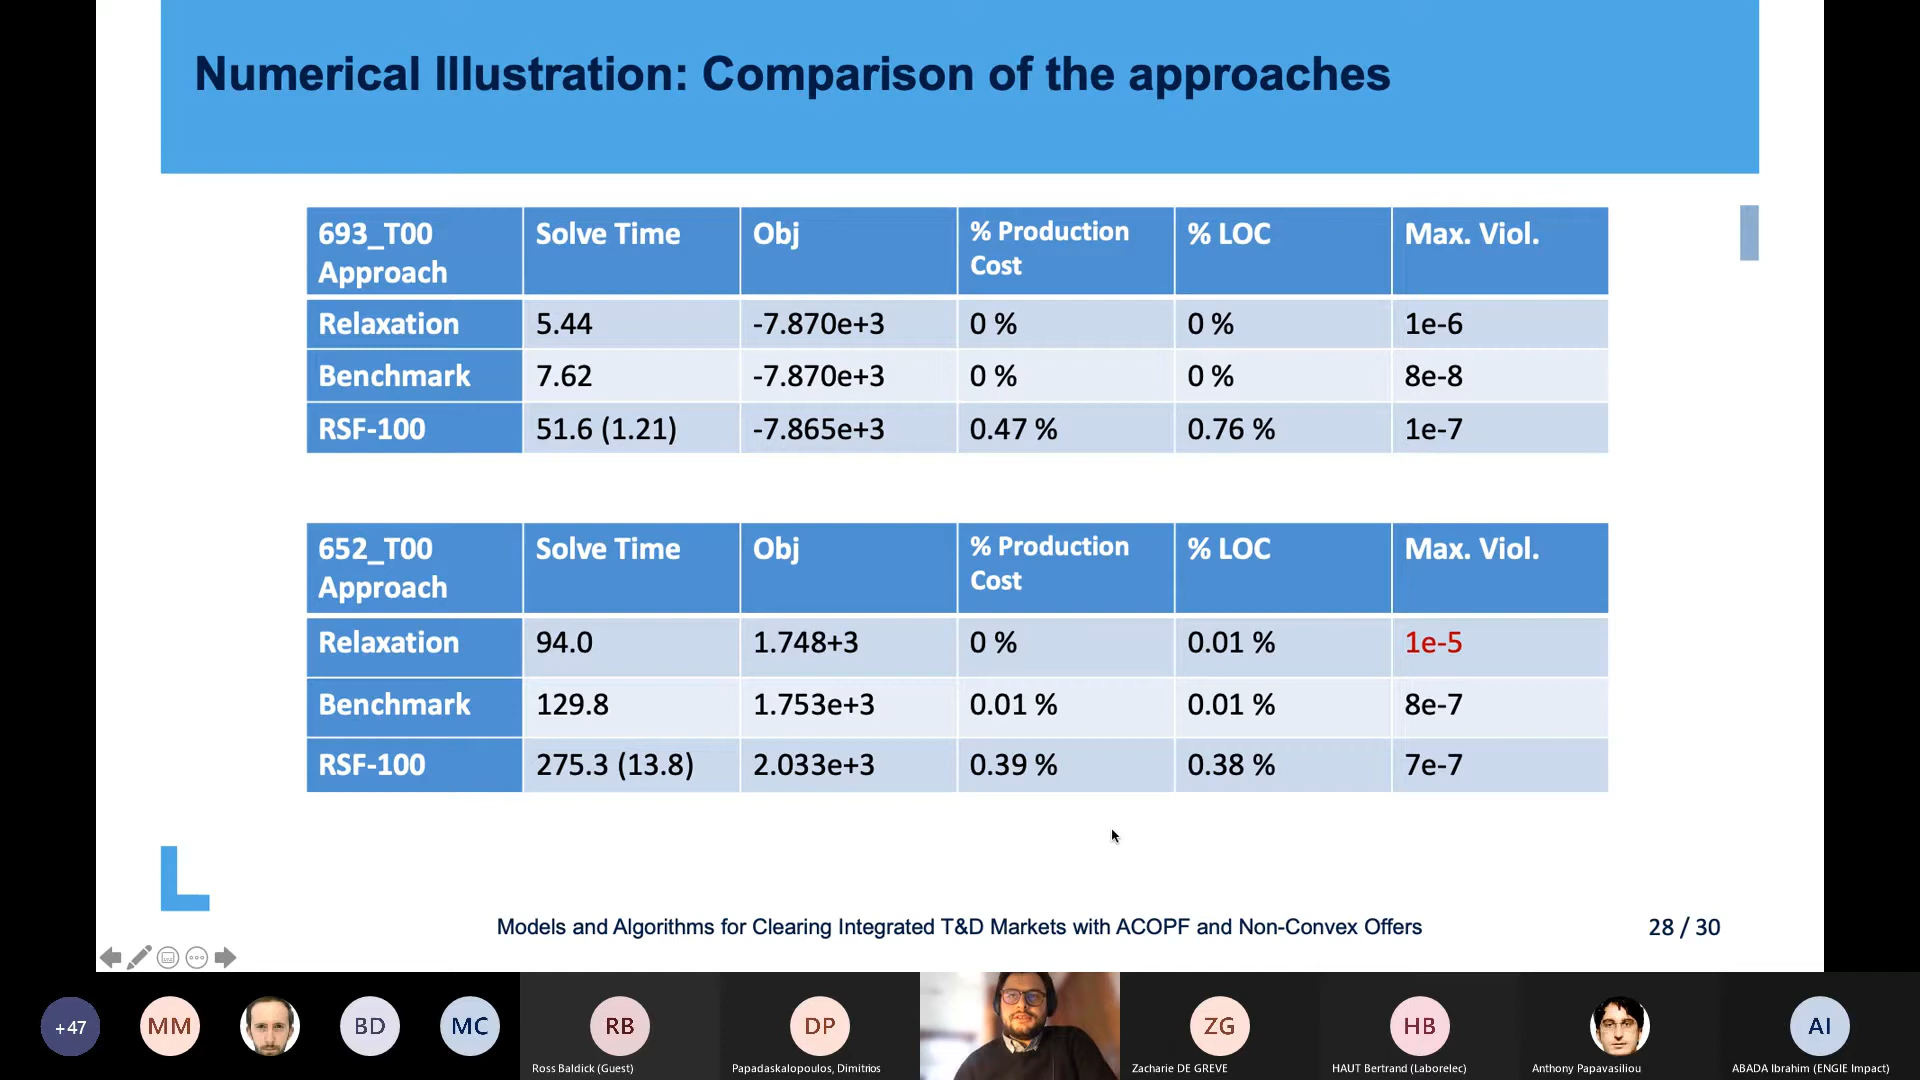 Numerical Illustration: Comparison of the approaches
693_T00 Approach Solve Time Obj % Production Cost % LOC Max. Viol.
Relaxation 5.44 -7.870e+3 0 % 0 % 1e-6
Benchmark 7.62 -7.870e+3 0 % 0 % 8e-8
RSF-100 51.6 (1.21) -7.865e+3 0.47 % 0.76 % 1e-7
652_T00 Approach Solve Time Obj % Production Cost % LOC Max. Viol.
Relaxation 94.0 1.748+3 0 % 0.01 % 1e-5
Benchmark 129.8 1.753e+3 0.01 % 0.01 % 8e-7
RSF-100 275.3 (13.8) 2.033e+3 0.39 % 0.38 % 7e-7
Models and Algorithms for Clearing Integrated T&D Markets with ACOPF and Non-Convex Offers 28 / 30
+47 MM BD MC RB DP ZG HB AI
Ross Baldick (Guest) Papadaskalopoulos, Dimitrios Zacharie DE GREVE HAUT Bertrand (Laborelec) Anthony Papavasiliou ABADA Ibrahim (ENGIE Impact)